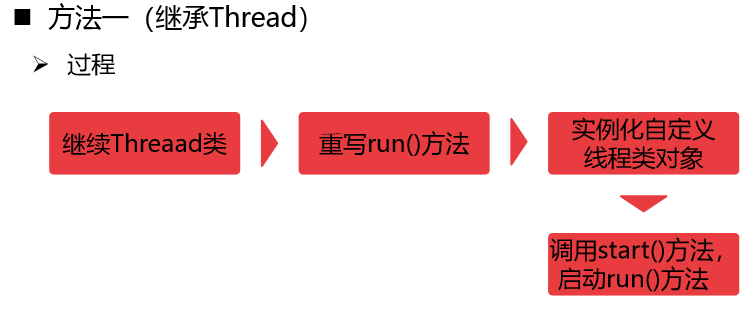 方法一（继承Thread）
过程
继续Threaad类
重写run()方法
实例化自定义
线程类对象
调用start()方法，
启动run()方法